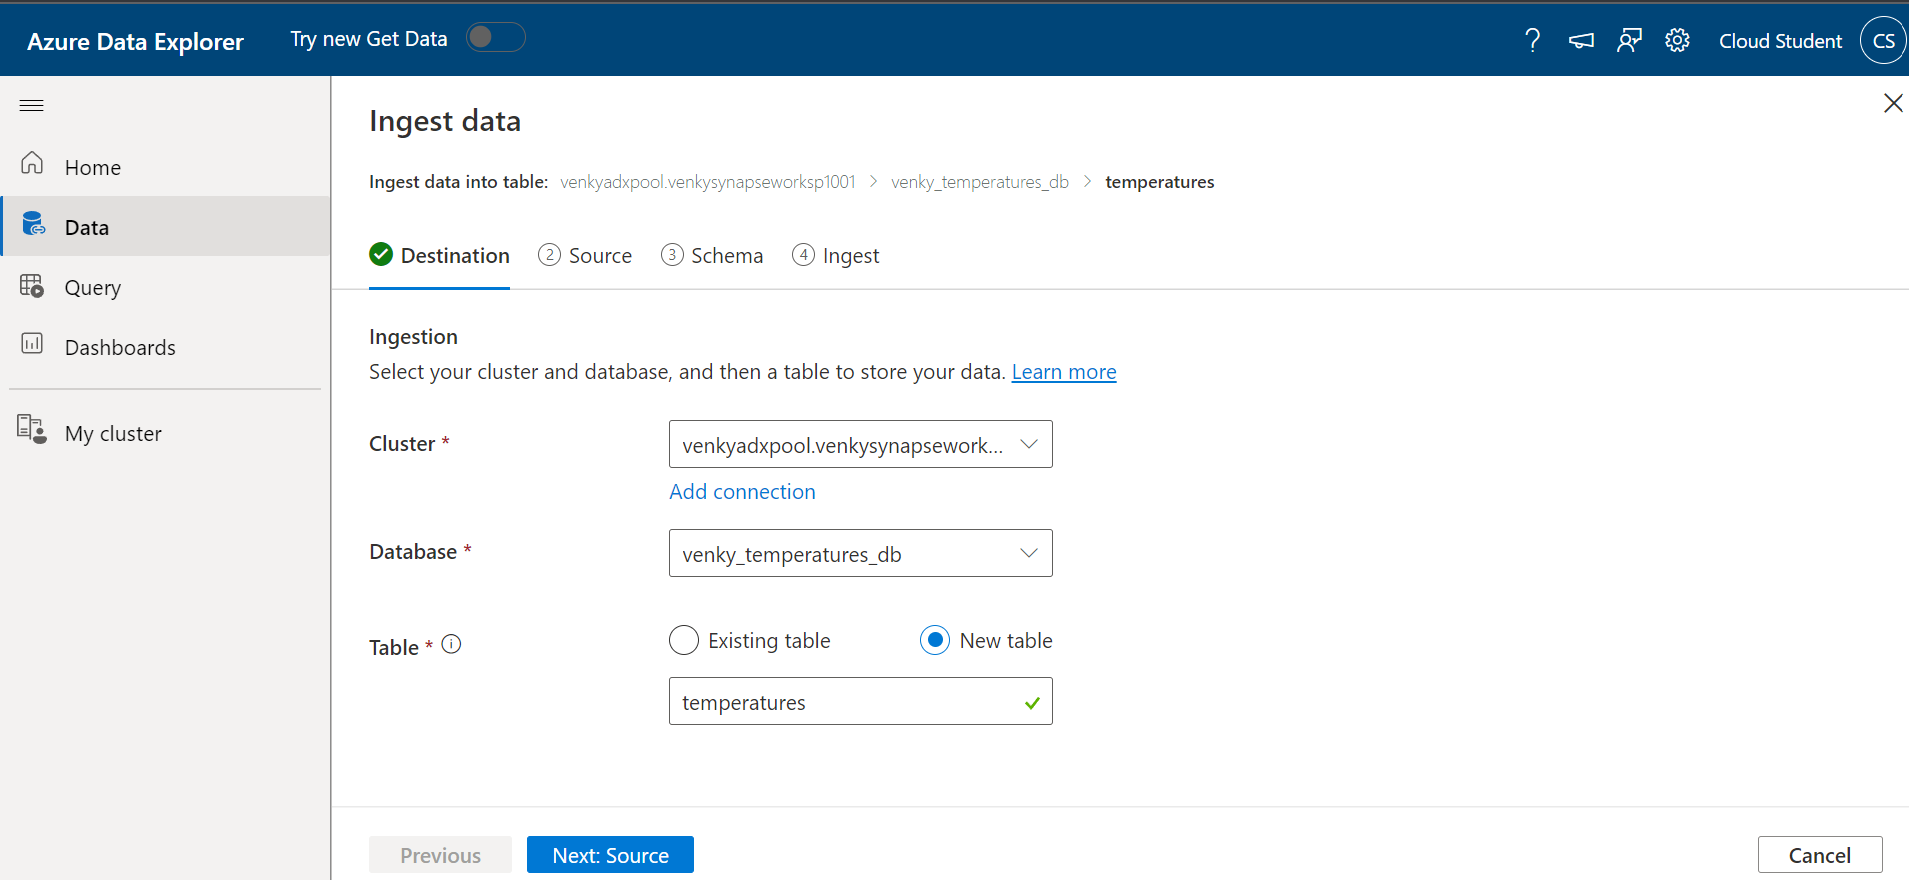 Azure Data Explorer
Try new Get Data
?
Cloud Student
CS
Home
Data
Query
Dashboards
My cluster
Ingest data
Ingest data into table: venkyadxpool.venkysynapseworksp1001 > venky_temperatures_db > temperatures
Destination
2 Source
3 Schema
4 Ingest
Ingestion
Select your cluster and database, and then a table to store your data. Learn more
Cluster *
venkyadxpool.venkysynapsework...
Add connection
Database *
venky_temperatures_db
Table *
Existing table
New table
temperatures
Previous
Next: Source
Cancel